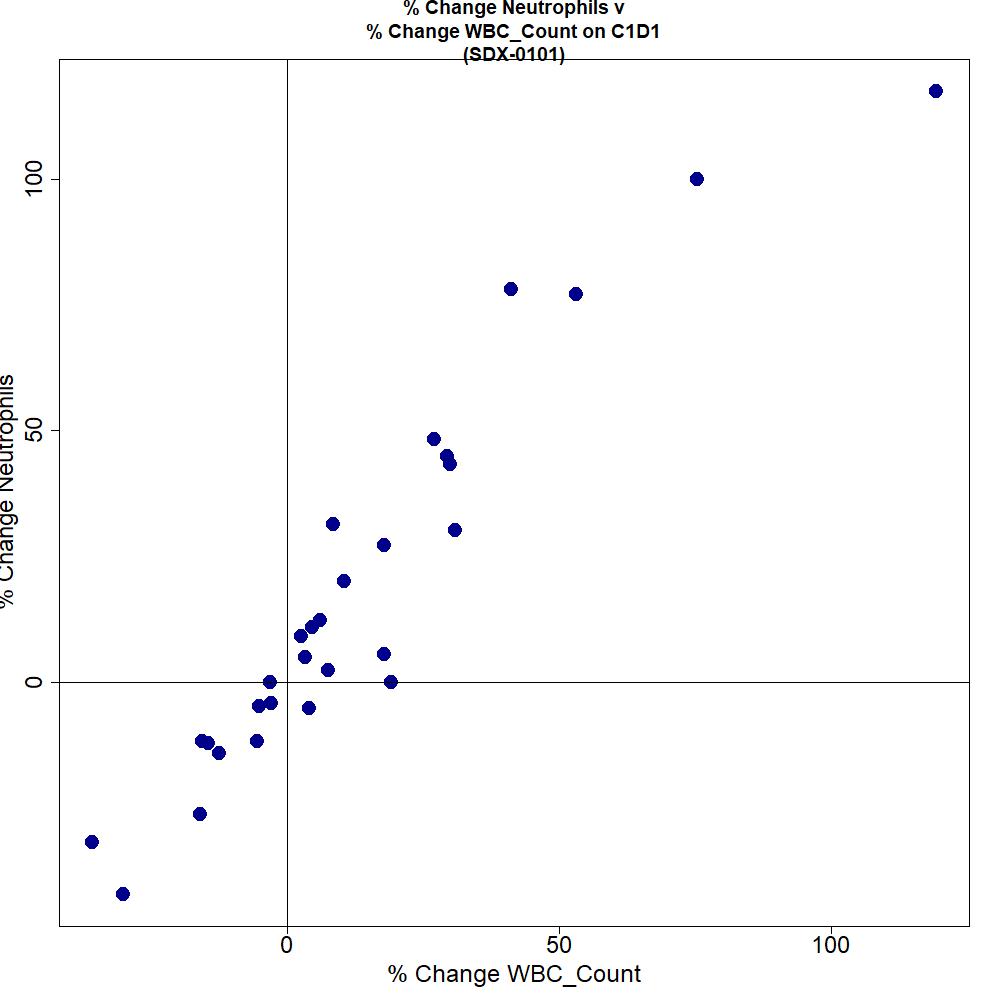 % Change Neutrophils v
% Change WBC_Count on C1D1
(SDX-0101)
100
50
0
% Change Neutrophils
0 50 100
% Change WBC_Count